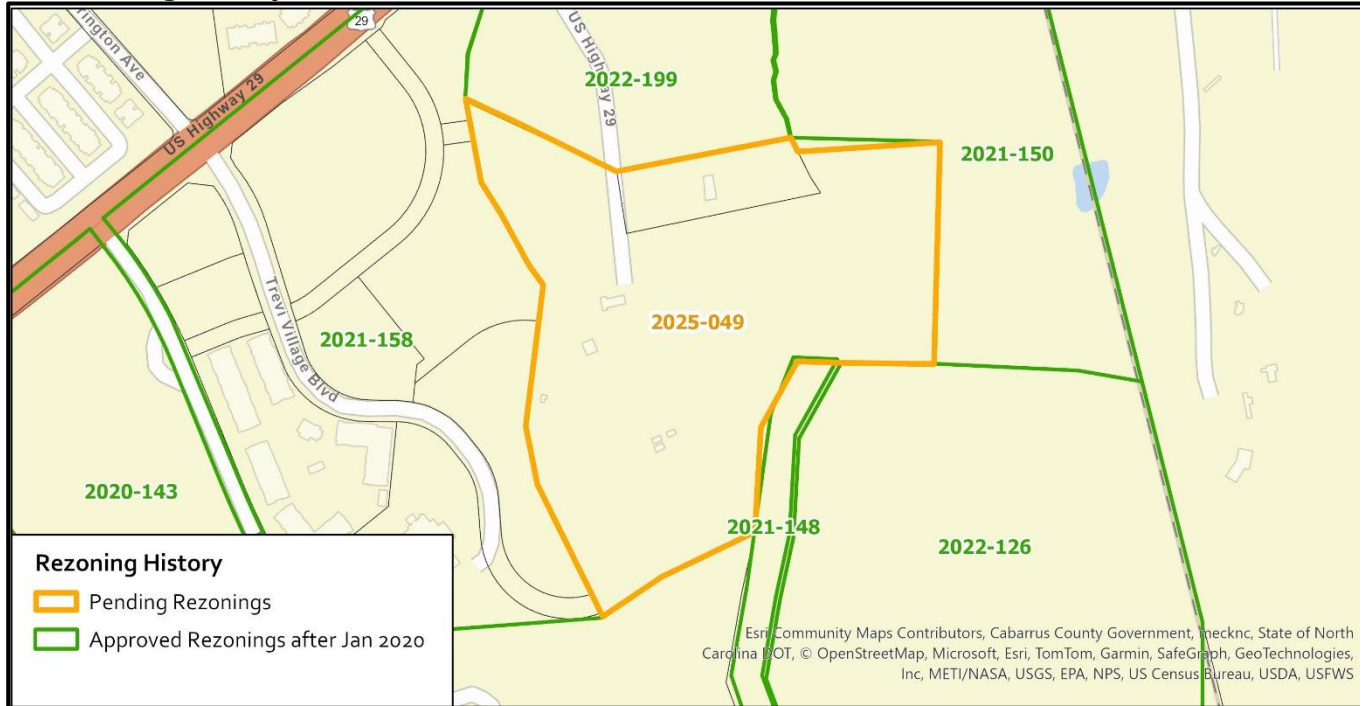 rington Ave
29
US Highway 29
US Highway 29
2022-199
2021-150
2025-049
2021-158
Trevi Village Blvd
2020-143
2021-148
2022-126
Rezoning History
Pending Rezonings
Approved Rezonings after Jan 2020
Esri Community Maps Contributors, Cabarrus County Government, mecknc, State of North
Carolina DOT, © OpenStreetMap, Microsoft, Esri, TomTom, Garmin, SafeGraph, GeoTechnologies,
Inc, METI/NASA, USGS, EPA, NPS, US Census Bureau, USDA, USFWS